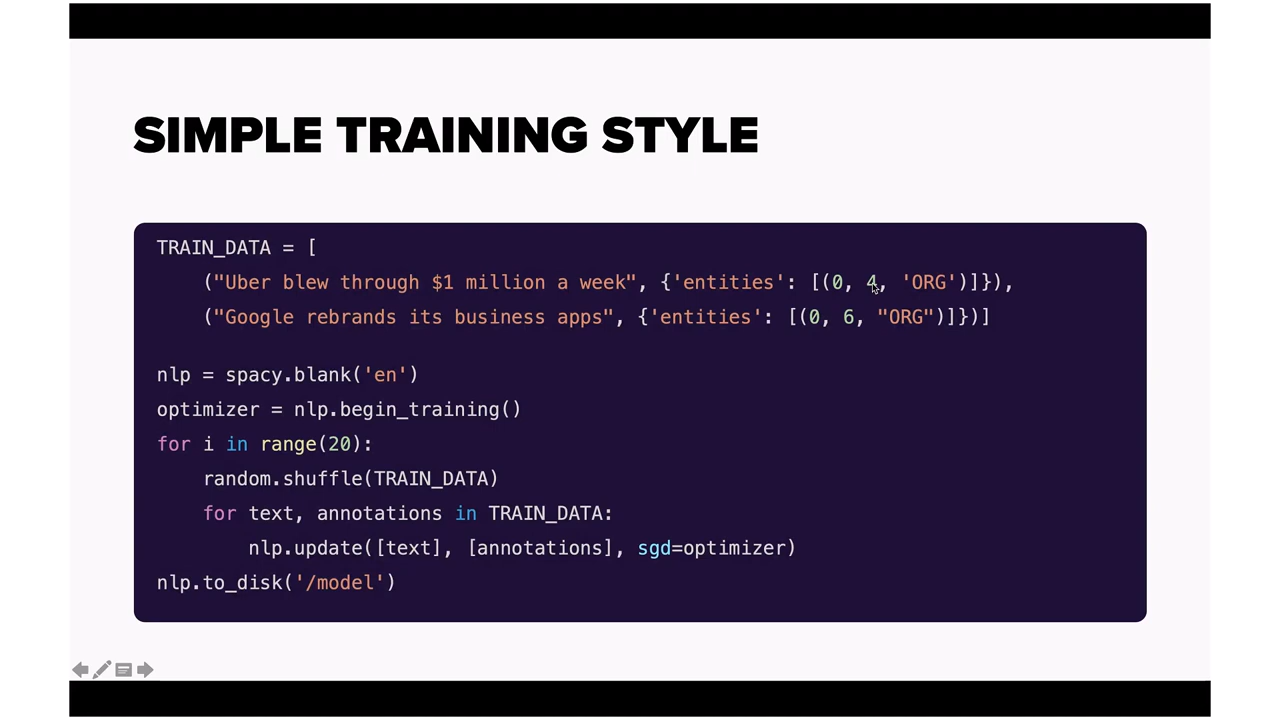 SIMPLE TRAINING STYLE
TRAIN_DATA = [
    ("Uber blew through $1 million a week", {'entities': [(0, 4, 'ORG')]}),
    ("Google rebrands its business apps", {'entities': [(0, 6, "ORG")]})]

nlp = spacy.blank('en')
optimizer = nlp.begin_training()
for i in range(20):
    random.shuffle(TRAIN_DATA)
    for text, annotations in TRAIN_DATA:
        nlp.update([text], [annotations], sgd=optimizer)
nlp.to_disk('/model')